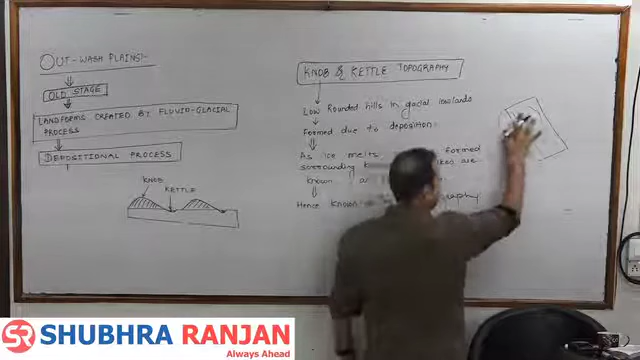 OUT-WASH PLAINS:-
OLD STAGE
LANDFORMS CREATED BY FLUVIO-GLACIAL
PROCESS
DEPOSITIONAL PROCESS
KNOB
KETTLE
KNOB & KETTLE TOPOGRAPHY
Low Rounded hills in glacial lowlands
Formed due to deposition.
As ice melts formed
surrounding are
known
Hence known
SR SHUBHRA RANJAN
Always Ahead